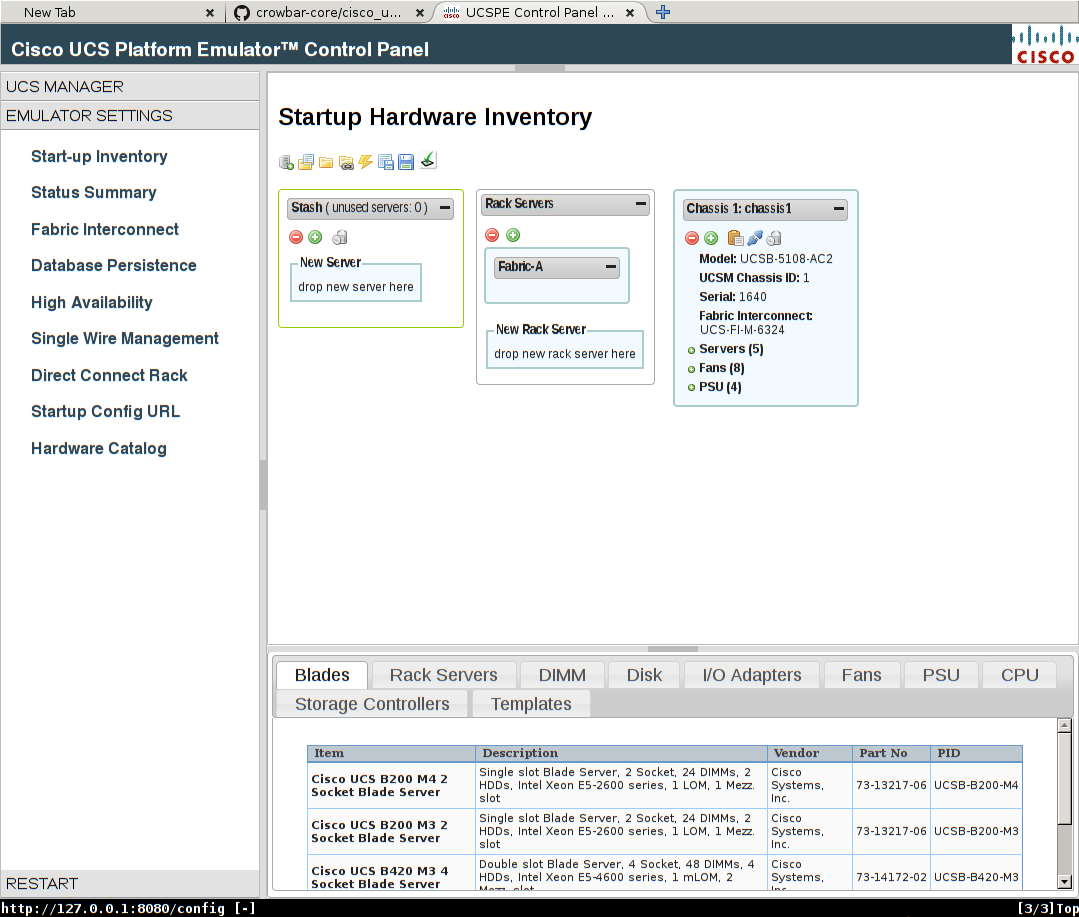 New Tab
crowbar-core/cisco_u...
UCSPE Control Panel ...
Cisco UCS Platform Emulator™ Control Panel
CISCO
UCS MANAGER
EMULATOR SETTINGS
Start-up Inventory
Status Summary
Fabric Interconnect
Database Persistence
High Availability
Single Wire Management
Direct Connect Rack
Startup Config URL
Hardware Catalog
RESTART
Startup Hardware Inventory
Stash ( unused servers: 0 )
New Server
drop new server here
Rack Servers
Fabric-A
New Rack Server
drop new rack server here
Chassis 1: chassis1
Model: UCSB-5108-AC2
UCSM Chassis ID: 1
Serial: 1640
Fabric Interconnect:
UCS-FI-M-6324
Servers (5)
Fans (8)
PSU (4)
Blades Rack Servers DIMM Disk I/O Adapters Fans PSU CPU
Storage Controllers Templates
Item Description Vendor Part No PID
Cisco UCS B200 M4 2
Socket Blade Server
Single slot Blade Server, 2 Socket, 24 DIMMs, 2
HDDs, Intel Xeon E5-2600 series, 1 LOM, 1 Mezz.
slot
Cisco
Systems,
Inc.
73-13217-06
UCSB-B200-M4
Cisco UCS B200 M3 2
Socket Blade Server
Single slot Blade Server, 2 Socket, 24 DIMMs, 2
HDDs, Intel Xeon E5-2600 series, 1 LOM, 1 Mezz.
slot
Cisco
Systems,
Inc.
73-13217-06
UCSB-B200-M3
Cisco UCS B420 M3 4
Socket Blade Server
Double slot Blade Server, 4 Socket, 48 DIMMs, 4
HDDs, Intel Xeon E5-4600 series, 1 mLOM, 2
Mezz. slot
Cisco
Systems,
Inc.
73-14172-02
UCSB-B420-M3
http://127.0.0.1:8080/config [-]
[3/3]Top